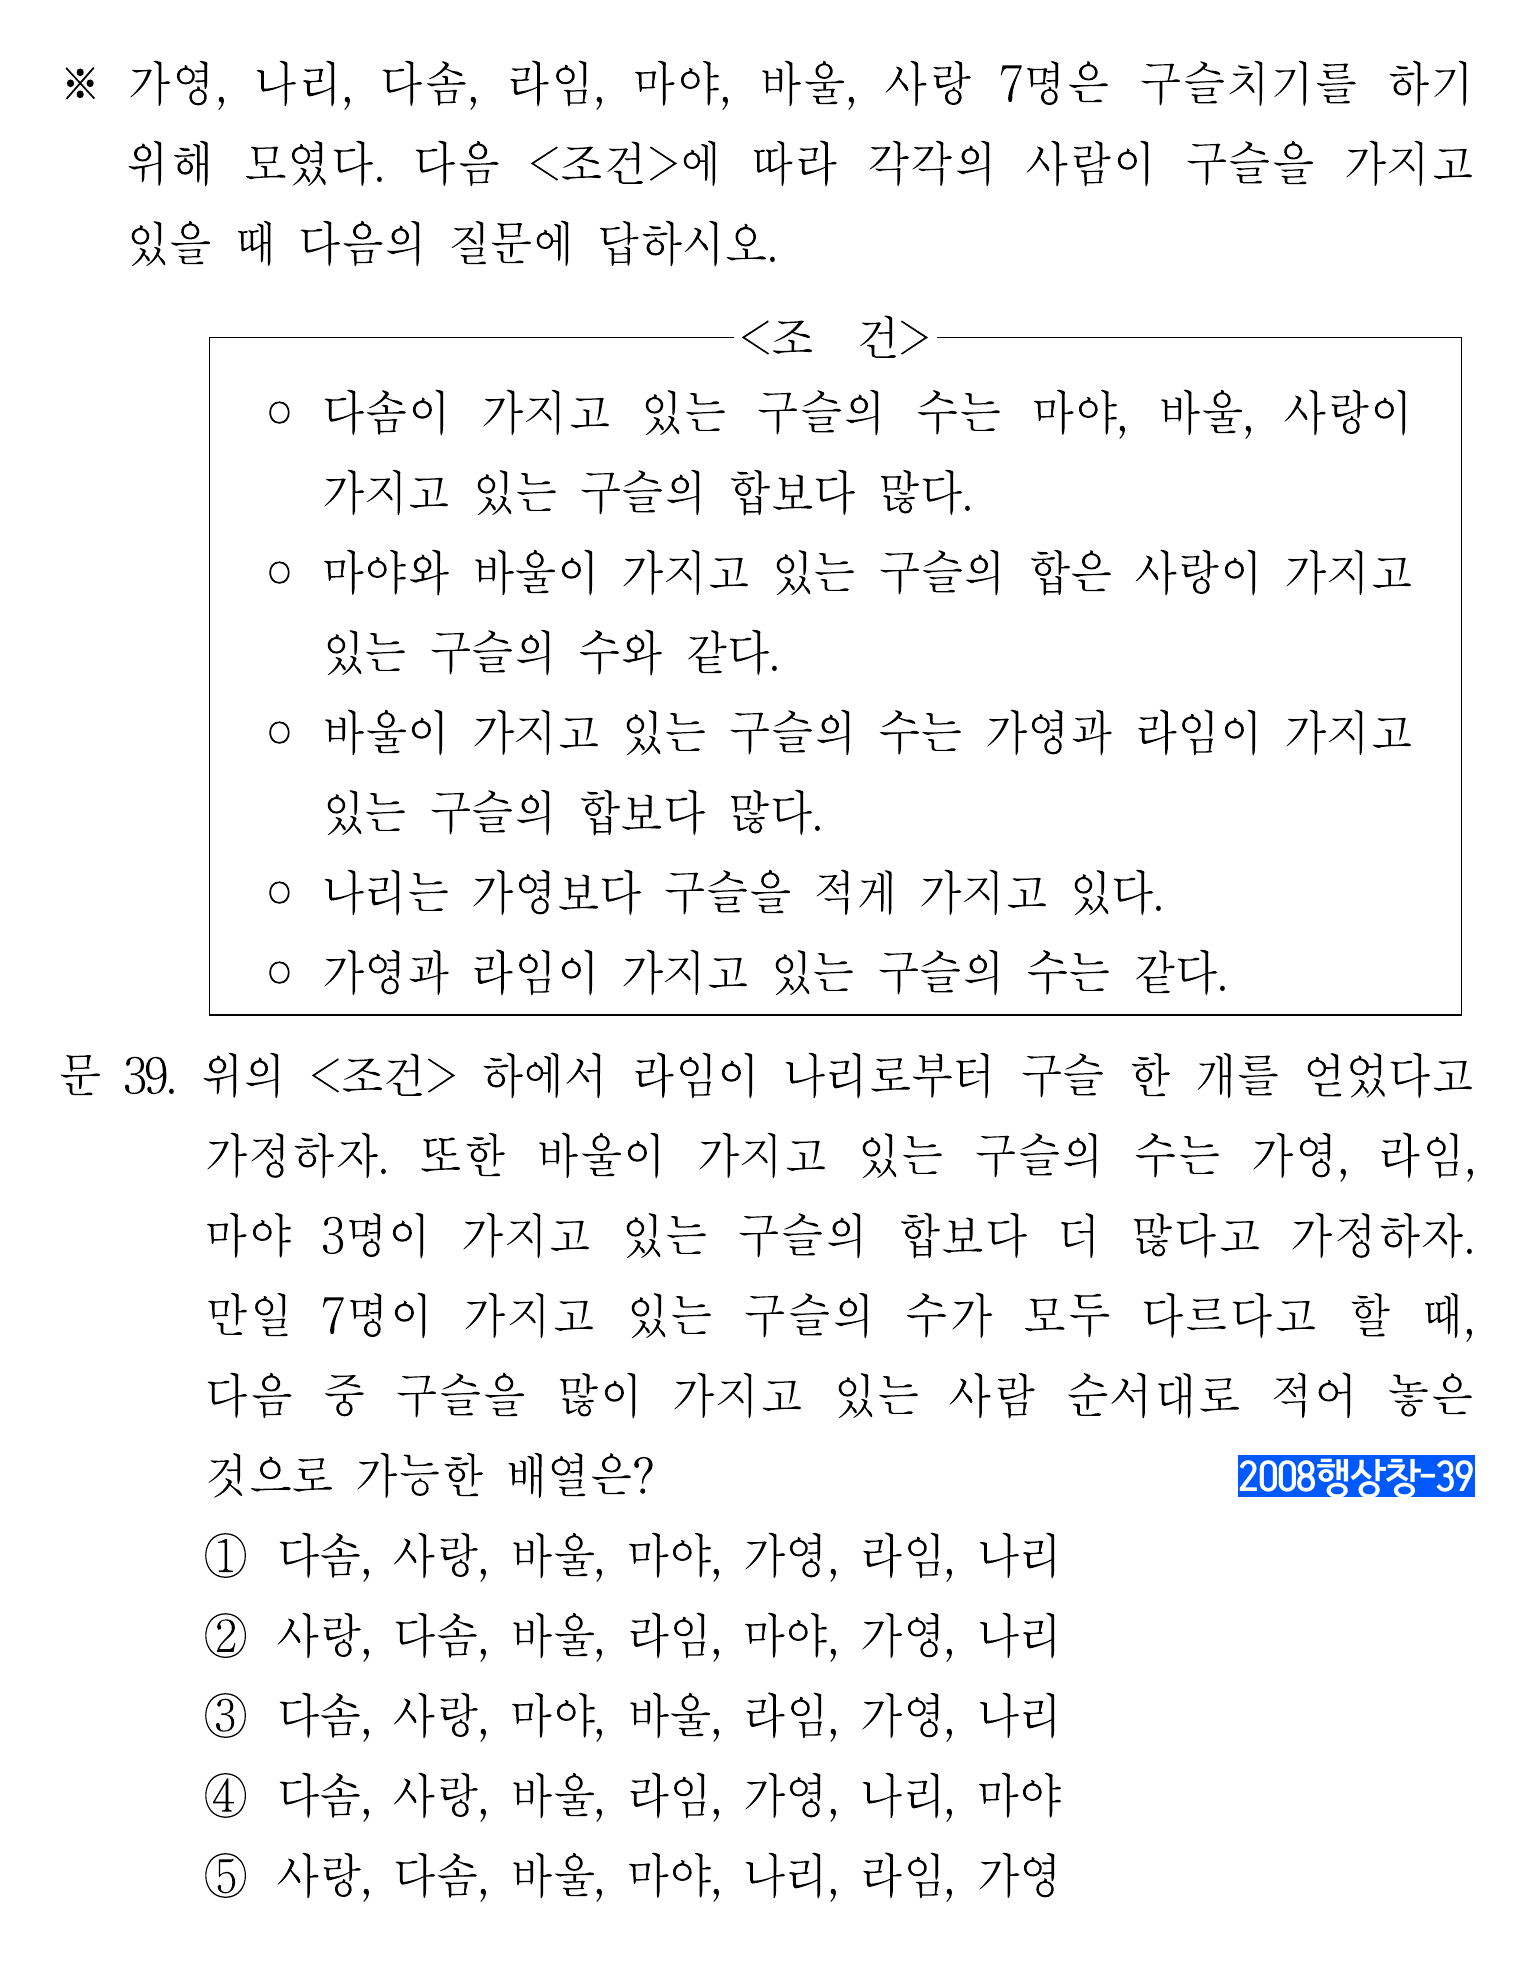 ※ 가영, 나리, 다솜, 라임, 마야, 바울, 사랑 7명은 구슬치기를 하기
위해 모였다. 다음 <조건>에 따라 각각의 사람이 구슬을 가지고
있을 때 다음의 질문에 답하시오.
<조 건>
○ 다솜이 가지고 있는 구슬의 수는 마야, 바울, 사랑이
가지고 있는 구슬의 합보다 많다.
○ 마야와 바울이 가지고 있는 구슬의 합은 사랑이 가지고
있는 구슬의 수와 같다.
○ 바울이 가지고 있는 구슬의 수는 가영과 라임이 가지고
있는 구슬의 합보다 많다.
○ 나리는 가영보다 구슬을 적게 가지고 있다.
○ 가영과 라임이 가지고 있는 구슬의 수는 같다.
문 39. 위의 <조건> 하에서 라임이 나리로부터 구슬 한 개를 얻었다고
가정하자. 또한 바울이 가지고 있는 구슬의 수는 가영, 라임,
마야 3명이 가지고 있는 구슬의 합보다 더 많다고 가정하자.
만일 7명이 가지고 있는 구슬의 수가 모두 다르다고 할 때,
다음 중 구슬을 많이 가지고 있는 사람 순서대로 적어 놓은
것으로 가능한 배열은? 2008행상창-39
① 다솜, 사랑, 바울, 마야, 가영, 라임, 나리
② 사랑, 다솜, 바울, 라임, 마야, 가영, 나리
③ 다솜, 사랑, 마야, 바울, 라임, 가영, 나리
④ 다솜, 사랑, 바울, 라임, 가영, 나리, 마야
⑤ 사랑, 다솜, 바울, 마야, 나리, 라임, 가영